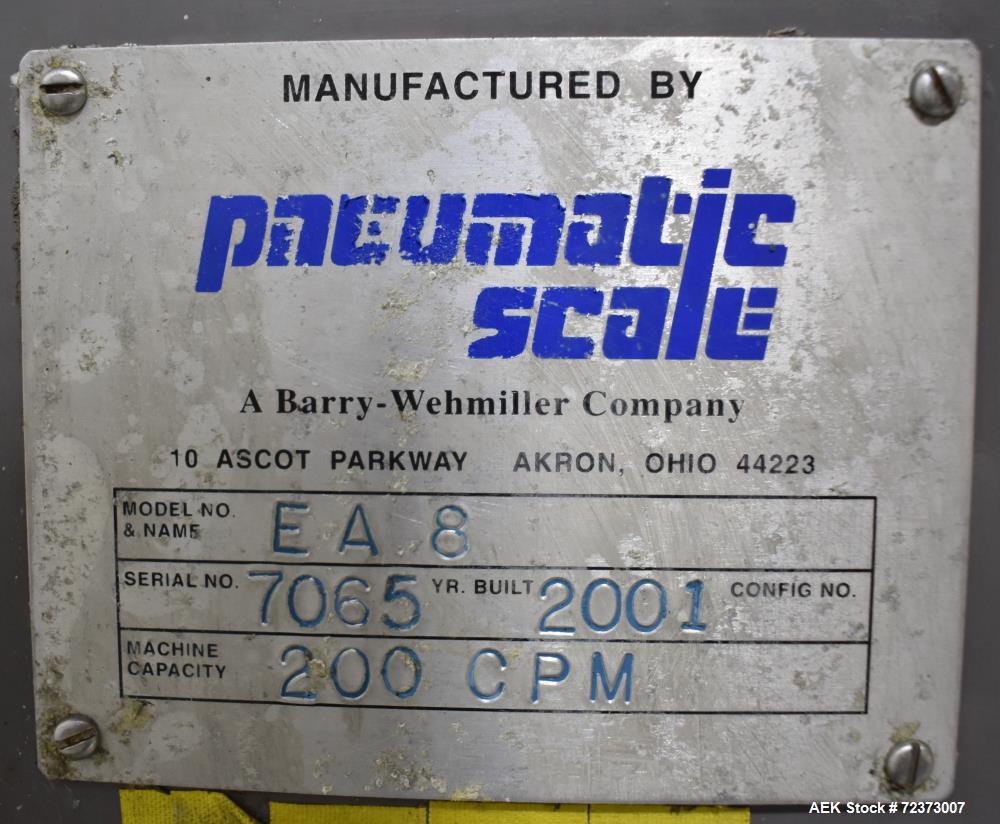 MANUFACTURED BY
pneumatic
scale
A Barry-Wehmiller Company
10 ASCOT PARKWAY AKRON, OHIO 44223
MODEL NO. & NAME EA 8
SERIAL NO. 7065 YR. BUILT 2001 CONFIG NO.
MACHINE CAPACITY 200 CPM
AEK Stock # 72373007